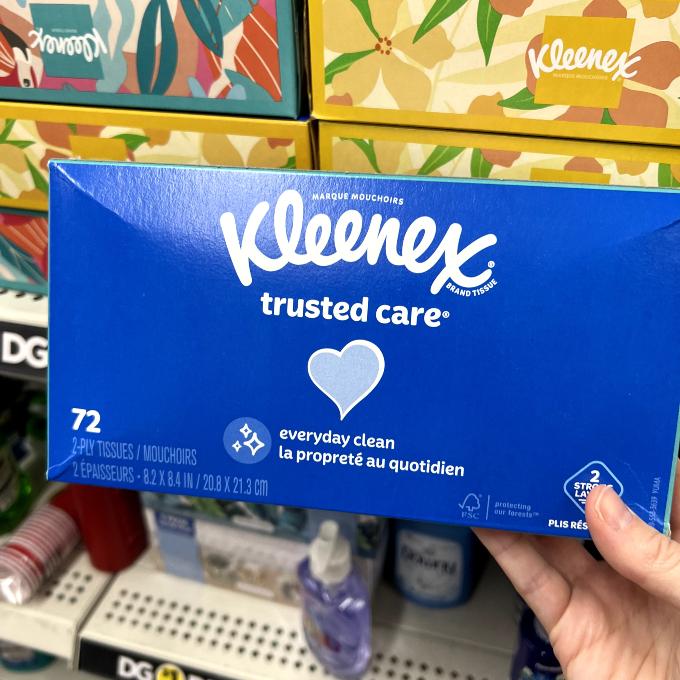 Kleenex
Kleenex
MARQUE MOUCHOIRS
MARQUE MOUCHOIRS
Kleenex®
BRAND TISSUE
trusted care®
72
2-PLY TISSUES / MOUCHOIRS
2 ÉPAISSEURS - 8.2 X 8.4 IN / 20.8 X 21.3 CM
everyday clean
la propreté au quotidien
FSC
protecting
our forests™
2
PLIS
DG
DG